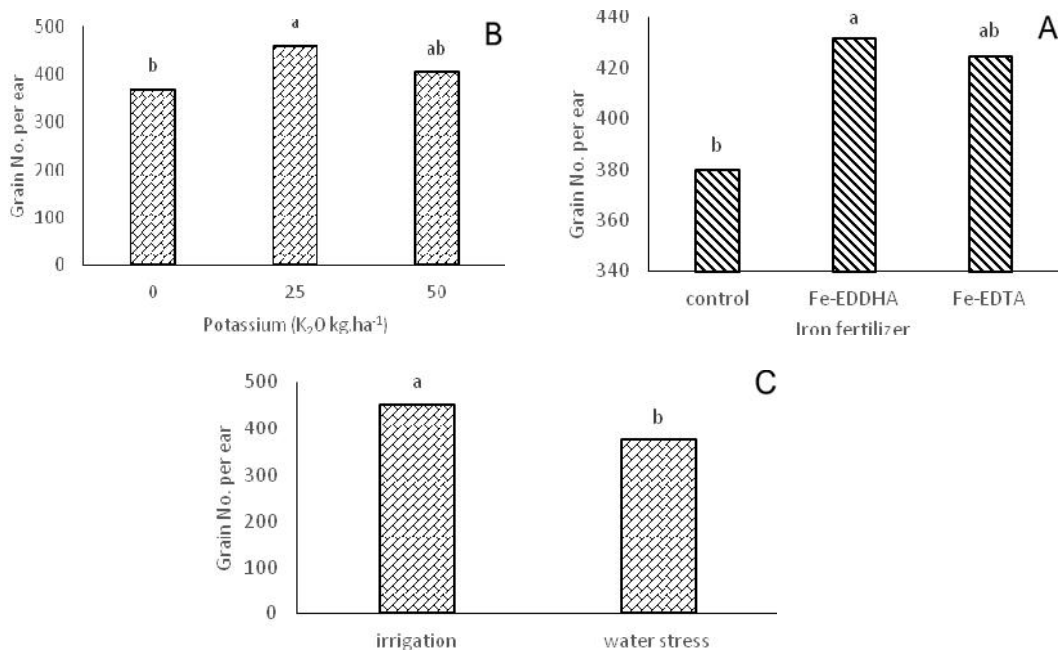 B
Grain No. per ear
500
400
300
200
100
0
b
a
ab
0 25 50
Potassium (K₂O kg.ha⁻¹)
A
Grain No. per ear
440
420
400
380
360
340
b
a
ab
control Fe-EDDHA Fe-EDTA
Iron fertilizer
C
Grain No. per ear
500
400
300
200
100
0
a
b
irrigation water stress